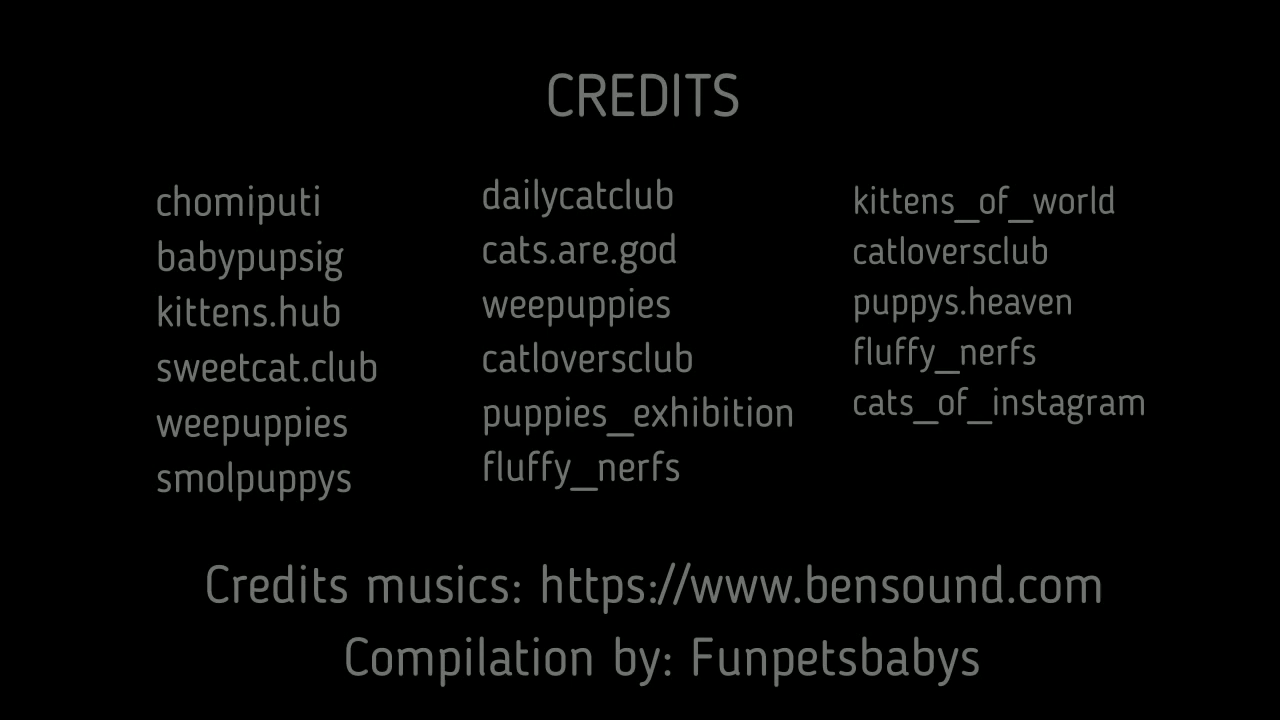 CREDITS
chomiputi
babypupsig
kittens.hub
sweetcat.club
weepuppies
smolpuppys
dailycatclub
cats.are.god
weepuppies
catloversclub
puppies_exhibition
fluffy_nerfs
kittens_of_world
catloversclub
puppys.heaven
fluffy_nerfs
cats_of_instagram
Credits musics: https://www.bensound.com
Compilation by: Funpetsbabys